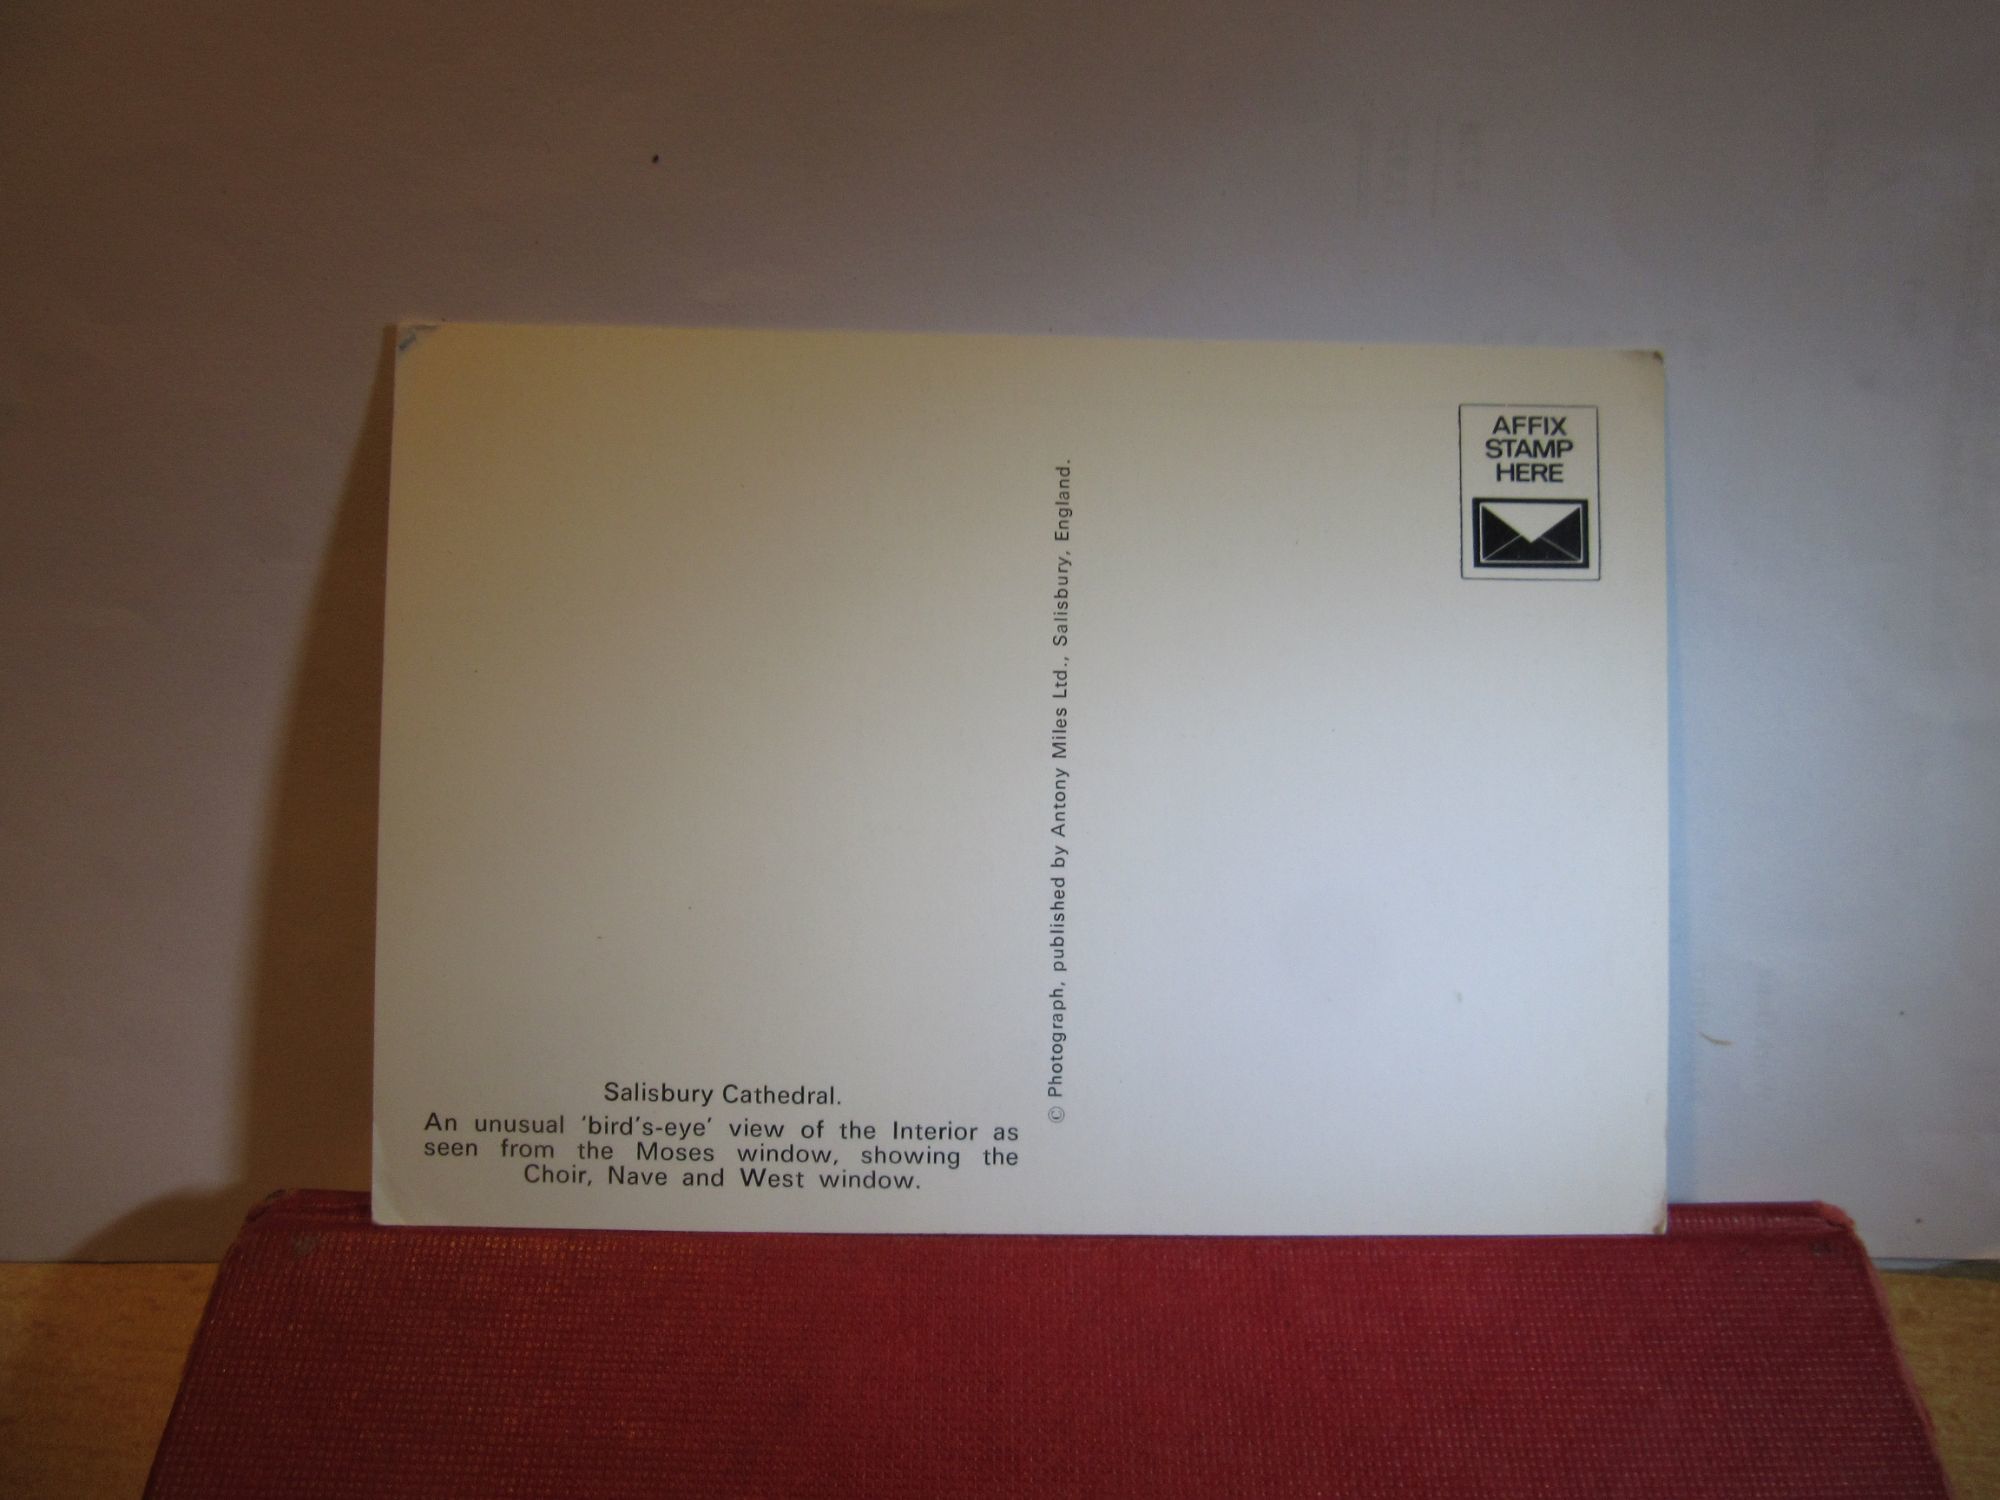 AFFIX
STAMP
HERE
© Photograph, published by Antony Miles Ltd., Salisbury, England.
Salisbury Cathedral.
An unusual ‘bird’s-eye’ view of the Interior as
seen from the Moses window, showing the
Choir, Nave and West window.